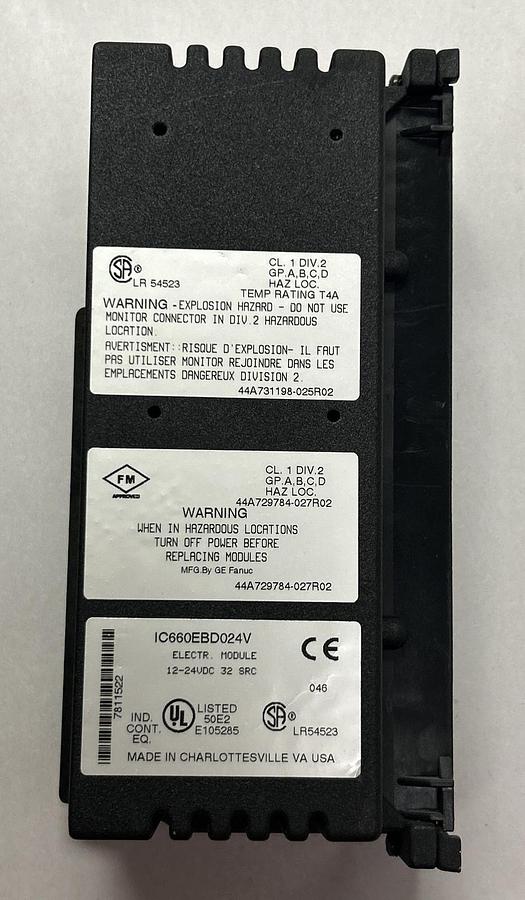 SA ®
LR 54523
CL. 1 DIV.2
GP.A,B,C,D
HAZ LOC.
TEMP RATING T4A
WARNING -EXPLOSION HAZARD - DO NOT USE
MONITOR CONNECTOR IN DIV.2 HAZARDOUS
LOCATION.
AVERTISMENT::RISQUE D'EXPLOSION- IL FAUT
PAS UTILISER MONITOR REJOINDRE DANS LES
EMPLACEMENTS DANGEREUX DIVISION 2.
44A731198-025R02
FM
APPROVED
CL. 1 DIV.2
GP.A,B,C,D
HAZ LOC.
44A729784-027R02
WARNING
WHEN IN HAZARDOUS LOCATIONS
TURN OFF POWER BEFORE
REPLACING MODULES
MFG.By GE Fanuc
44A729784-027R02
7811522
IC660EBD024V
ELECTR. MODULE
12-24VDC 32 SRC
CE
046
IND.
CONT.
EQ.
UL
LISTED
50E2
E105285
SA ®
LR54523
MADE IN CHARLOTTESVILLE VA USA